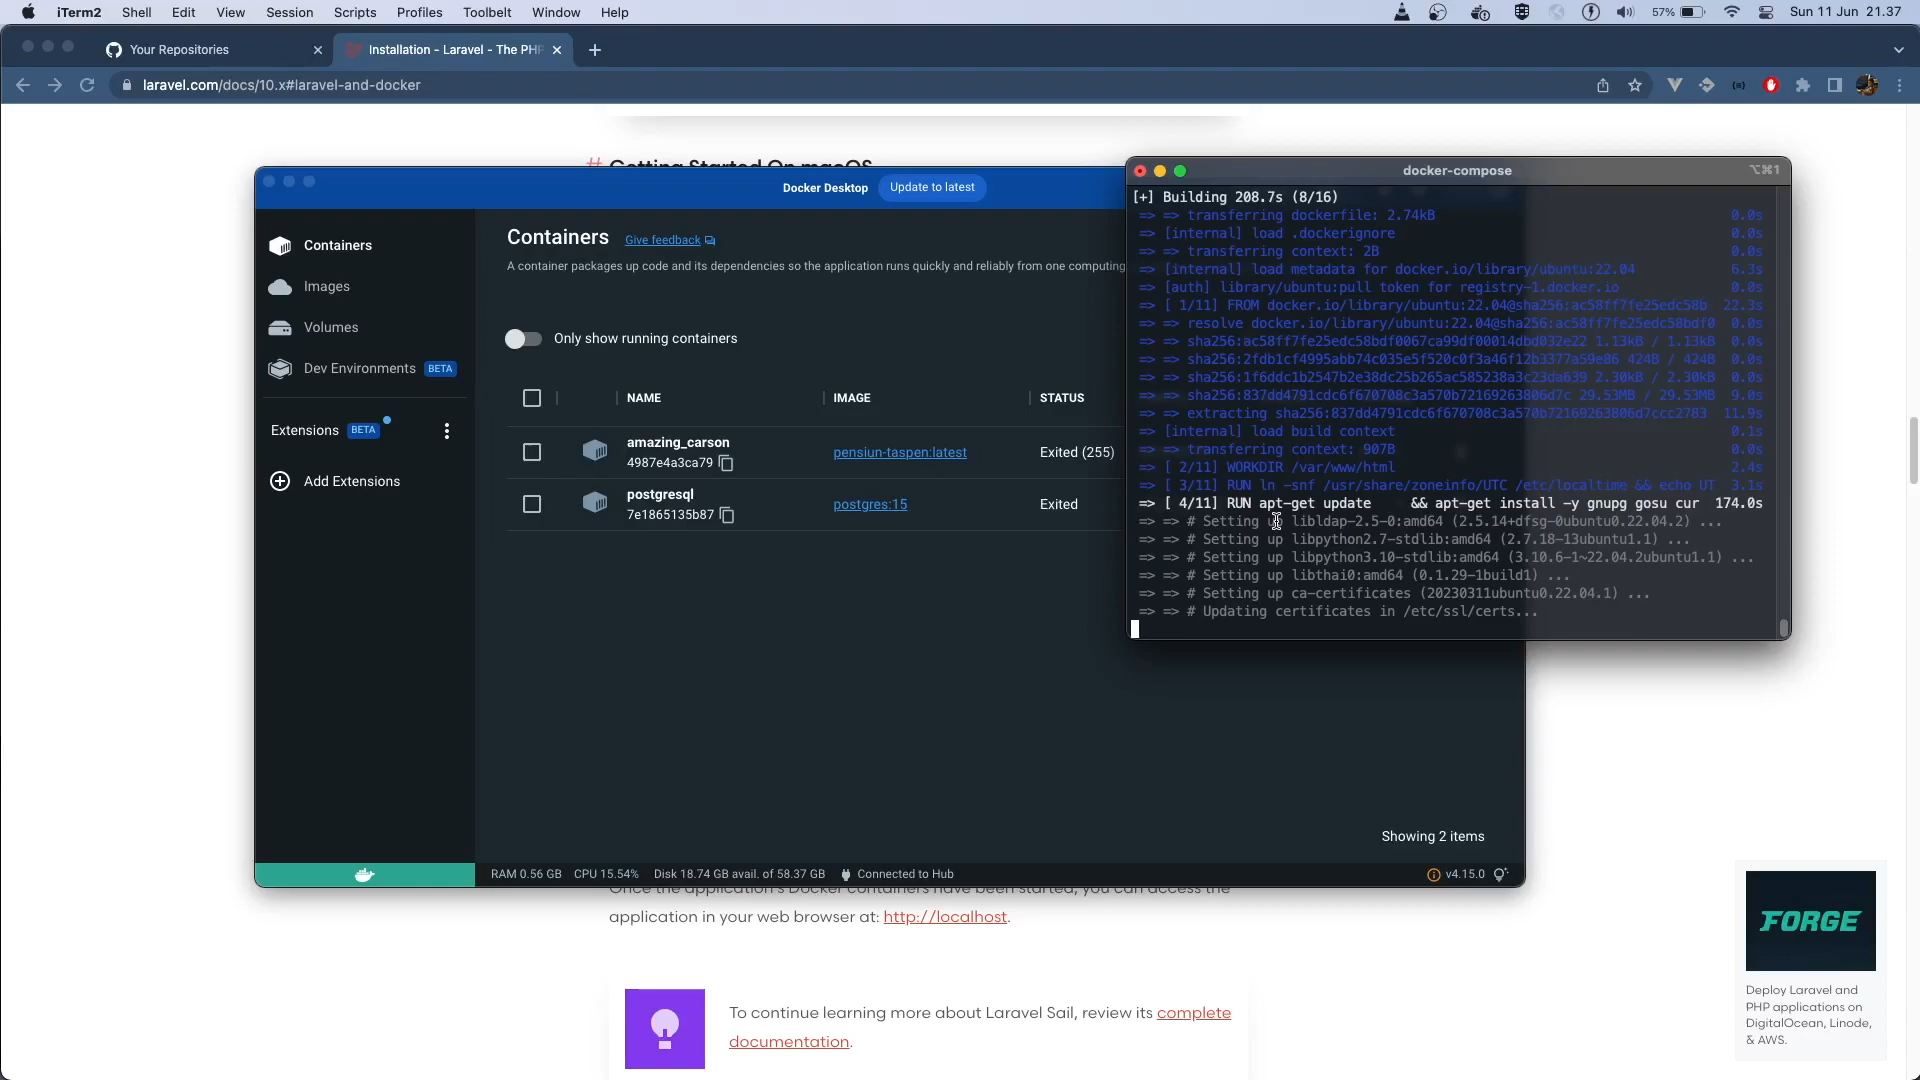 iTerm2 Shell Edit View Session Scripts Profiles Toolbelt Window Help 57% Sun 11 Jun 21.37
Your Repositories
Installation - Laravel - The PHP
laravel.com/docs/10.x#laravel-and-docker
# Getting Started On macOS
Docker Desktop Update to latest
Containers
Images
Volumes
Dev Environments BETA
Extensions BETA
Add Extensions
Containers Give feedback
A container packages up code and its dependencies so the application runs quickly and reliably from one computing
Only show running containers
NAME IMAGE STATUS
amazing_carson
4987e4a3ca79
pensiun-taspen:latest Exited (255)
postgresql
7e1865135b87
postgres:15 Exited
Showing 2 items
RAM 0.56 GB CPU 15.54% Disk 18.74 GB avail. of 58.37 GB Connected to Hub v4.15.0
docker-compose ⌥⌘1
[+] Building 208.7s (8/16)
=> => transferring dockerfile: 2.74kB 0.0s
=> [internal] load .dockerignore 0.0s
=> => transferring context: 2B 0.0s
=> [internal] load metadata for docker.io/library/ubuntu:22.04 6.3s
=> [auth] library/ubuntu:pull token for registry-1.docker.io 0.0s
=> [ 1/11] FROM docker.io/library/ubuntu:22.04@sha256:ac58ff7fe25edc58b 22.3s
=> => resolve docker.io/library/ubuntu:22.04@sha256:ac58ff7fe25edc58bdf0 0.0s
=> => sha256:ac58ff7fe25edc58bdf0067ca99df00014dbd032e22 1.13kB / 1.13kB 0.0s
=> => sha256:2fdb1cf4995abb74c035e5f520c0f3a46f12b3377a59e86 424B / 424B 0.0s
=> => sha256:1f6ddc1b2547b2e38dc25b265ac585238a3c23da639 2.30kB / 2.30kB 0.0s
=> => sha256:837dd4791cdc6f670708c3a570b72169263806d7c 29.53MB / 29.53MB 9.0s
=> => extracting sha256:837dd4791cdc6f670708c3a570b72169263806d7ccc2783 11.9s
=> [internal] load build context 0.1s
=> => transferring context: 907B 0.0s
=> [ 2/11] WORKDIR /var/www/html 2.4s
=> [ 3/11] RUN ln -snf /usr/share/zoneinfo/UTC /etc/localtime && echo UT 3.1s
=> [ 4/11] RUN apt-get update && apt-get install -y gnupg gosu cur 174.0s
=> => # Setting up libldap-2.5-0:amd64 (2.5.14+dfsg-0ubuntu0.22.04.2) ...
=> => # Setting up libpython2.7-stdlib:amd64 (2.7.18-13ubuntu1.1) ...
=> => # Setting up libpython3.10-stdlib:amd64 (3.10.6-1~22.04.2ubuntu1.1) ...
=> => # Setting up libthai0:amd64 (0.1.29-1build1) ...
=> => # Setting up ca-certificates (20230311ubuntu0.22.04.1) ...
=> => # Updating certificates in /etc/ssl/certs...
Once the application's Docker containers have been started, you can access the
application in your web browser at: http://localhost.
To continue learning more about Laravel Sail, review its complete
documentation.
FORGE
Deploy Laravel and
PHP applications on
DigitalOcean, Linode,
& AWS.